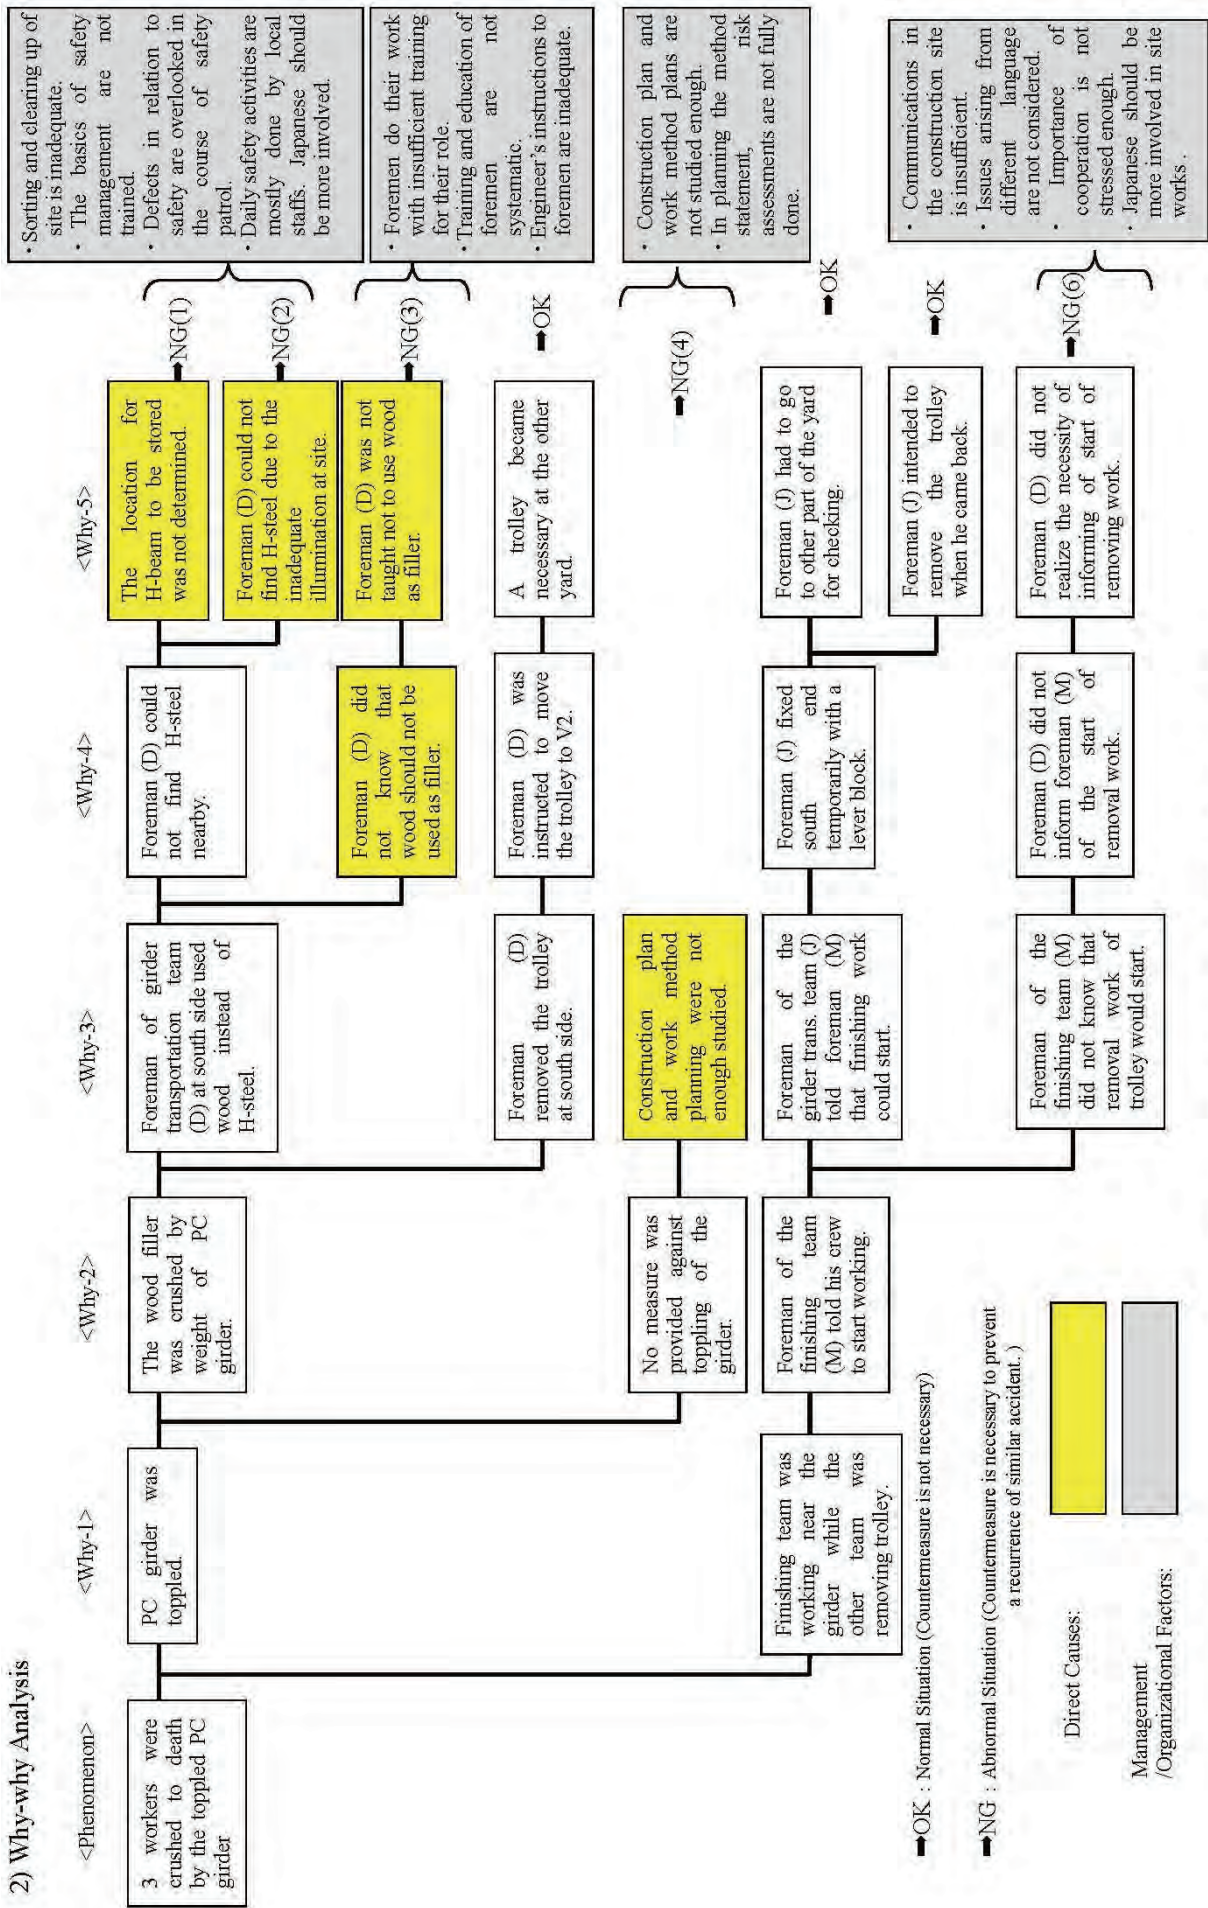 2) Why-why Analysis
<Phenomenon>
<Why-1>
<Why-2>
<Why-3>
<Why-4>
<Why-5>
3 workers were
crushed to death
by the toppled PC
girder
PC girder was
toppled.
The wood filler
was crushed by
weight of PC
girder.
Foreman of girder
transportation team
(D) at south side used
wood instead of
H-steel.
Foreman (D) could
not find H-steel
nearby.
The location for
H-beam to be stored
was not determined.
➡NG(1)
Foreman (D) could not
find H-steel due to the
inadequate
illumination at site.
➡NG(2)
· Sorting and clearing up of
site is inadequate.
· The basics of safety
management are not
trained.
· Defects in relation to
safety are overlooked in
the course of safety
patrol.
· Daily safety activities are
mostly done by local
staffs. Japanese should
be more involved.
Foreman (D) did
not know that
wood should not be
used as filler.
Foreman (D) was not
taught not to use wood
as filler.
➡NG(3)
· Foremen do their work
with insufficient training
for their role.
· Training and education of
foremen are not
systematic.
· Engineer's instructions to
foremen are inadequate.
Foreman (D)
removed the trolley
at south side.
Foreman (D) was
instructed to move
the trolley to V2.
A trolley became
necessary at the other
yard.
➡OK
No measure was
provided against
toppling of the
girder.
Construction plan
and work method
planning were not
enough studied.
➡NG(4)
· Construction plan and
work method plans are
not studied enough.
· In planning the method
statement, risk
assessments are not fully
done.
Finishing team was
working near the
girder while the
other team was
removing trolley.
Foreman of the
finishing team
(M) told his crew
to start working.
Foreman of the
girder trans. team (J)
told foreman (M)
that finishing work
could start.
Foreman (J) fixed
south end
temporarily with a
lever block.
Foreman (J) had to go
to other part of the yard
for checking.
➡OK
Foreman (J) intended to
remove the trolley
when he came back.
➡OK
Foreman of the
finishing team (M)
did not know that
removal work of
trolley would start.
Foreman (D) did not
inform foreman (M)
of the start of
removal work.
Foreman (D) did not
realize the necessity of
informing of start of
removing work.
➡NG(6)
· Communications in
the construction site
is insufficient.
· Issues arising from
different language
are not considered.
· Importance of
cooperation is not
stressed enough.
· Japanese should be
more involved in site
works .
➡OK : Normal Situation (Countermeasure is not necessary)
➡NG : Abnormal Situation (Countermeasure is necessary to prevent
a recurrence of similar accident. )
Direct Causes:
Management
/Organizational Factors: